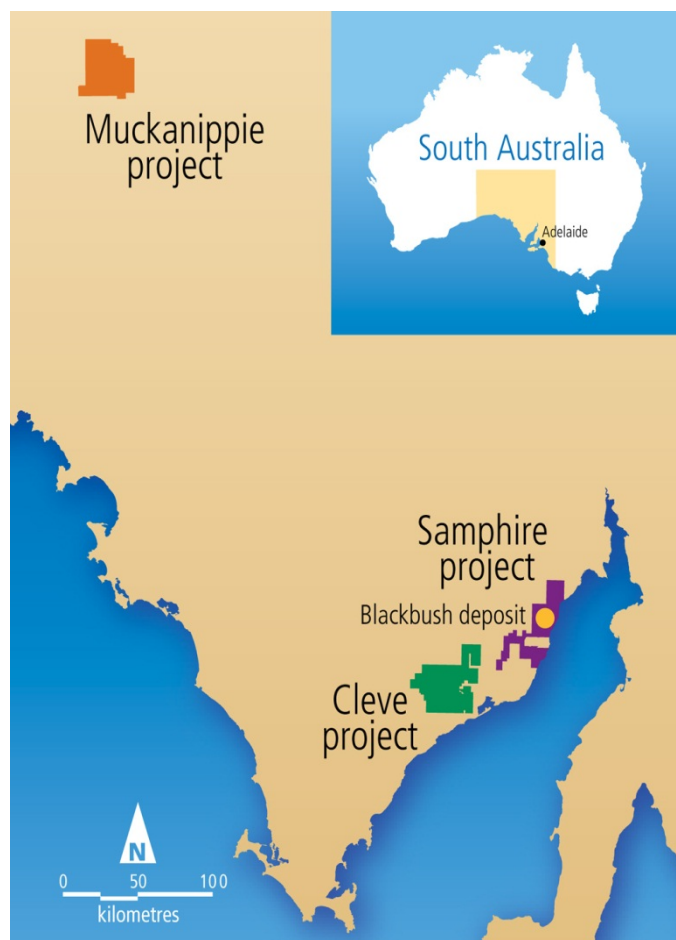 Muckanippie
project
South Australia
Adelaide
Samphire
project
Blackbush deposit
Cleve
project
N
0 50 100
kilometres